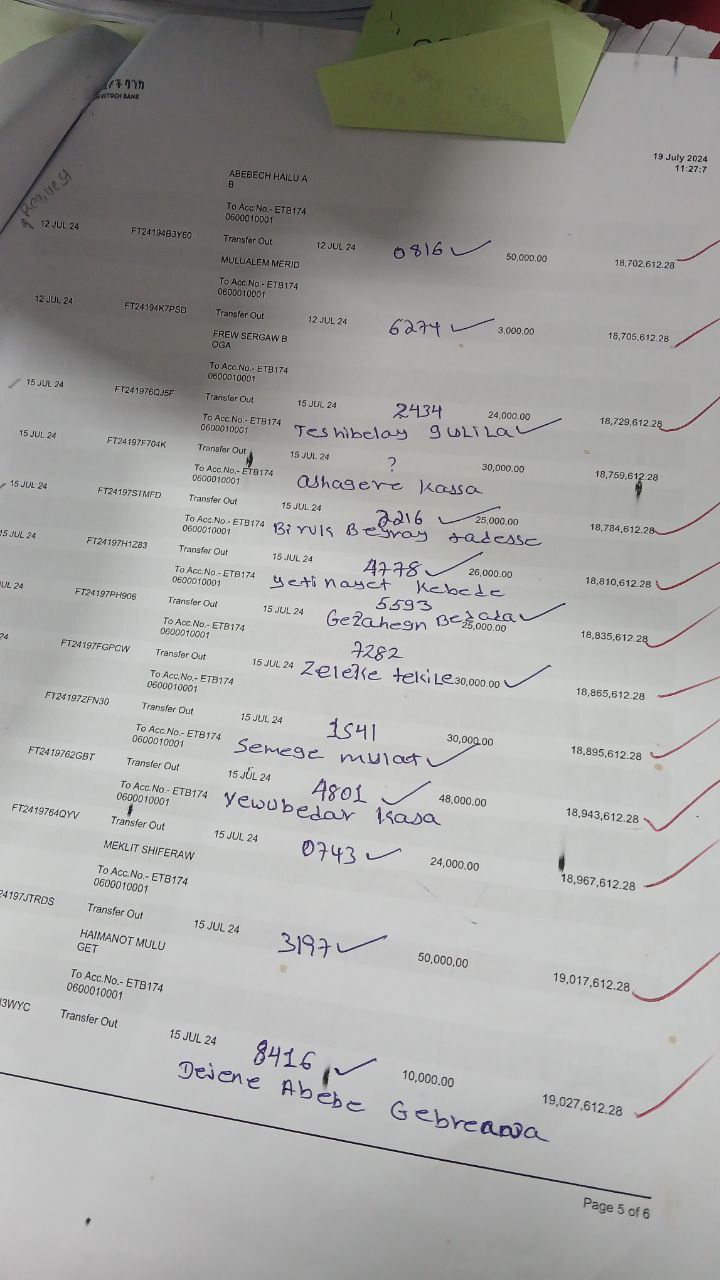 19 July 2024
11:27:7
ABEBECH HAILU A
B
To Acc.No.- ETB174
0600010001
Request
12 JUL 24 FT24194B3Y60 Transfer Out 12 JUL 24 0816 50,000.00 18,702,612.28
MULUALEM MERID
To Acc.No.- ETB174
0600010001
12 JUL 24 FT24194K7PSD Transfer Out 12 JUL 24 6274 3,000.00 18,705,612.28
FREW SERGAW B
OGA
To Acc.No.- ETB174
0600010001
15 JUL 24 FT241976QJ5F Transfer Out 15 JUL 24 2434 24,000.00 18,729,612.28
To Acc.No.- ETB174 Teshibelay gulila
0600010001
15 JUL 24 FT24197F704K Transfer Out 15 JUL 24 ? 30,000.00 18,759,612.28
To Acc.No.- ETB174 ashagere kassa
0600010001
15 JUL 24 FT24197STMFD Transfer Out 15 JUL 24 2216 25,000.00 18,784,612.28
To Acc.No.- ETB174 Biruk tadesse
0600010001
15 JUL 24 FT24197H1Z83 Transfer Out 15 JUL 24 4778 26,000.00 18,810,612.28
To Acc.No.- ETB174 yetinayet kebede
0600010001
JUL 24 FT24197PH906 Transfer Out 15 JUL 24 5593 25,000.00 18,835,612.28
To Acc.No.- ETB174 Gezahegn Bezada
0600010001
24 FT24197FGPCW Transfer Out 15 JUL 24 7282 30,000.00 18,865,612.28
To Acc.No.- ETB174 Zeleke tekile
0600010001
FT24197ZFN30 Transfer Out 15 JUL 24 1541 30,000.00 18,895,612.28
To Acc.No.- ETB174 Semege mulat
0600010001
FT2419762GBT Transfer Out 15 JUL 24 4801 48,000.00 18,943,612.28
To Acc.No.- ETB174 yewubedar kasa
0600010001
FT2419764QYV Transfer Out 15 JUL 24 0743 24,000.00 18,967,612.28
MEKLIT SHIFERAW
To Acc.No.- ETB174
0600010001
24197JTRDS Transfer Out 15 JUL 24 3197 50,000.00 19,017,612.28
HAIMANOT MULU
GET
To Acc.No.- ETB174
0600010001
3WYC Transfer Out 15 JUL 24 8416 10,000.00 19,027,612.28
Dejene Abebe
Page 5 of 6